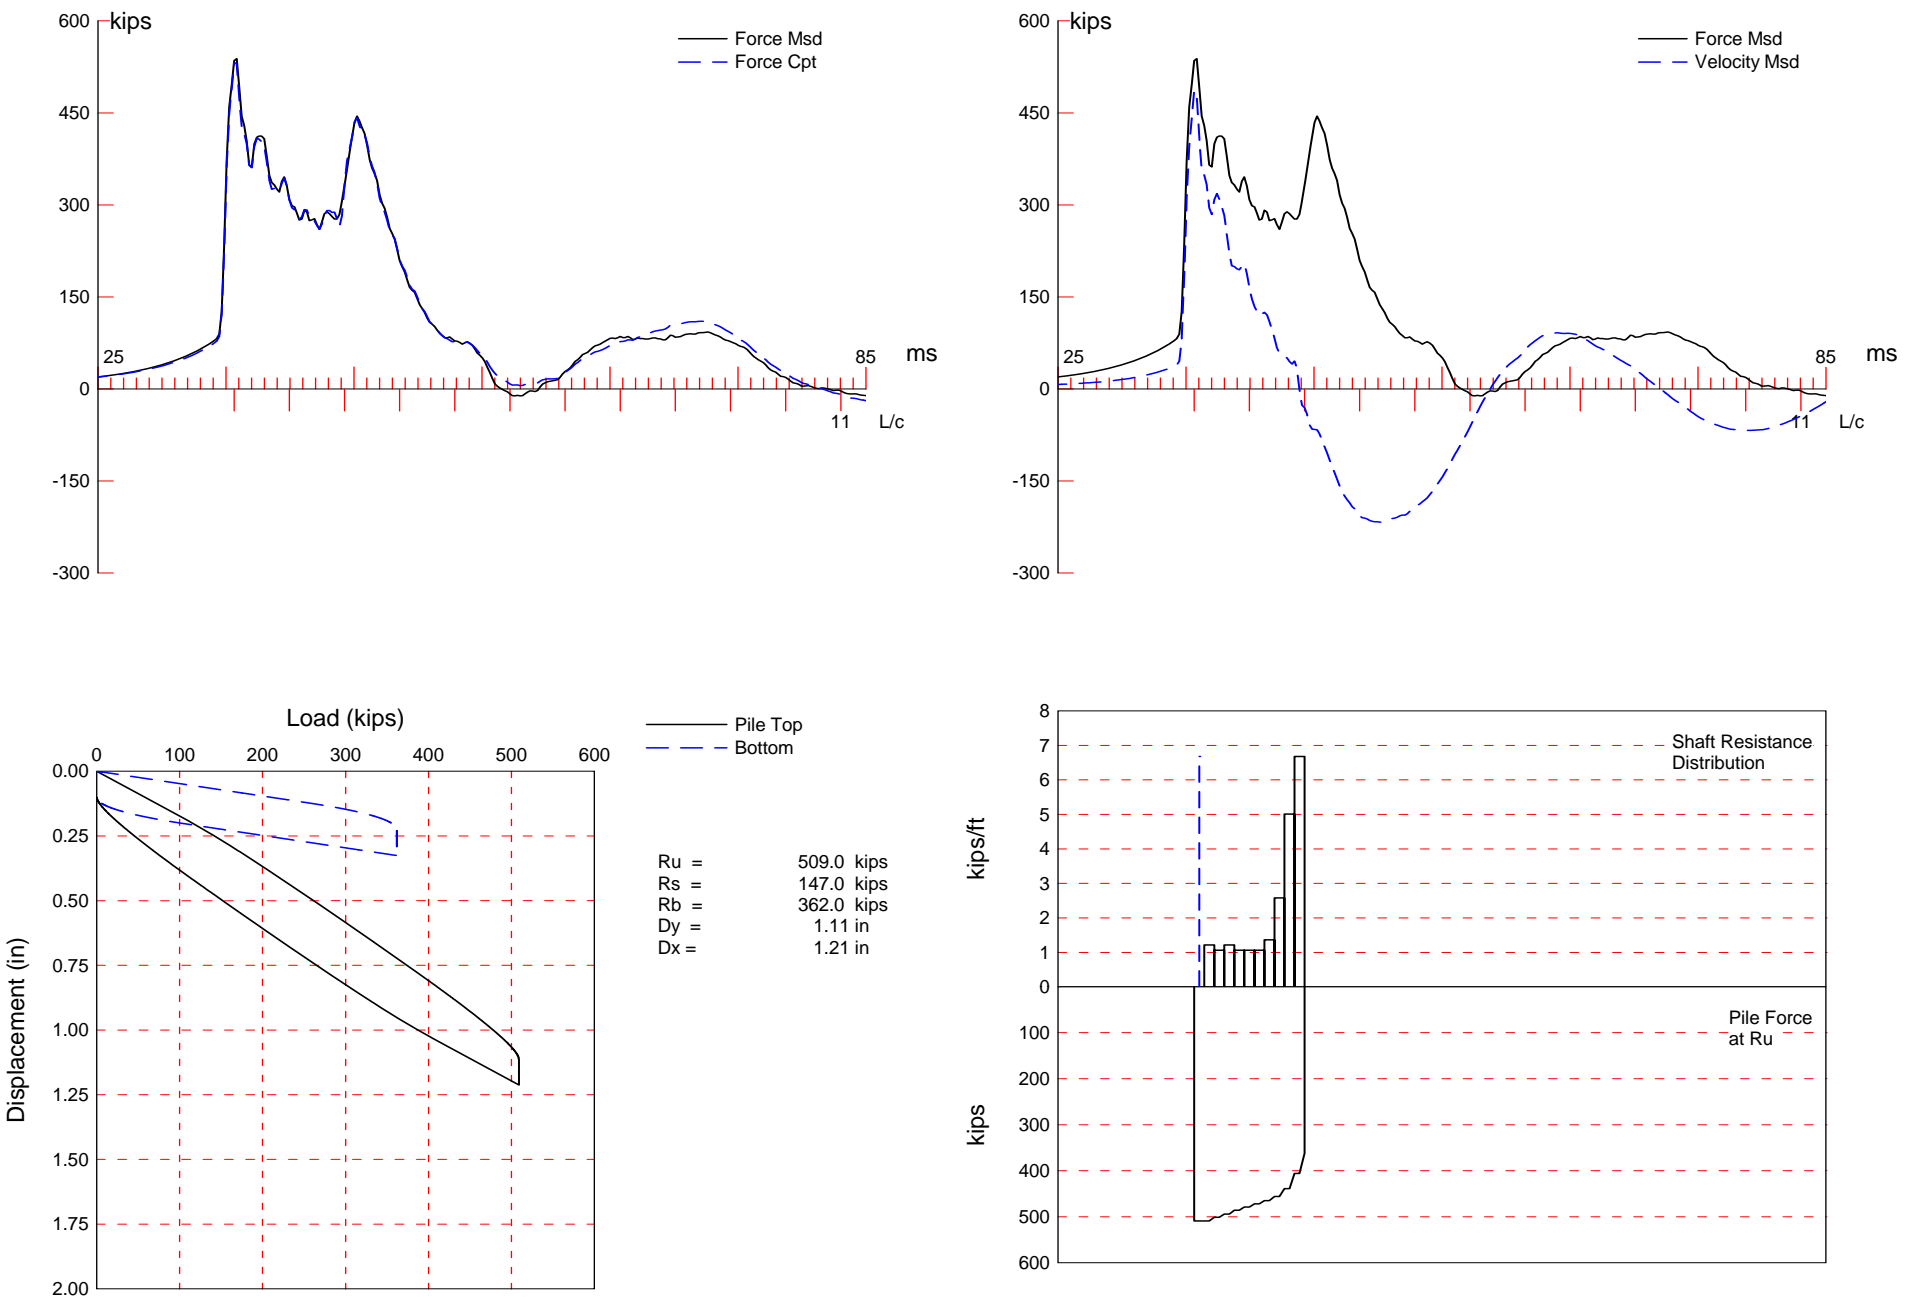 600 kips
Force Msd
Force Cpt
450
300
150
25
85 ms
0
11 L/c
-150
-300
600 kips
Force Msd
Velocity Msd
450
300
150
25
85 ms
0
11 L/c
-150
-300
Load (kips)
Pile Top
Bottom
0 100 200 300 400 500 600
0.00
0.25
0.50
0.75
1.00
1.25
1.50
1.75
2.00
Displacement (in)
Ru = 509.0 kips
Rs = 147.0 kips
Rb = 362.0 kips
Dy = 1.11 in
Dx = 1.21 in
8
7
6
5
4
3
2
1
0
kips/ft
Shaft Resistance
Distribution
100
200
300
400
500
600
kips
Pile Force
at Ru